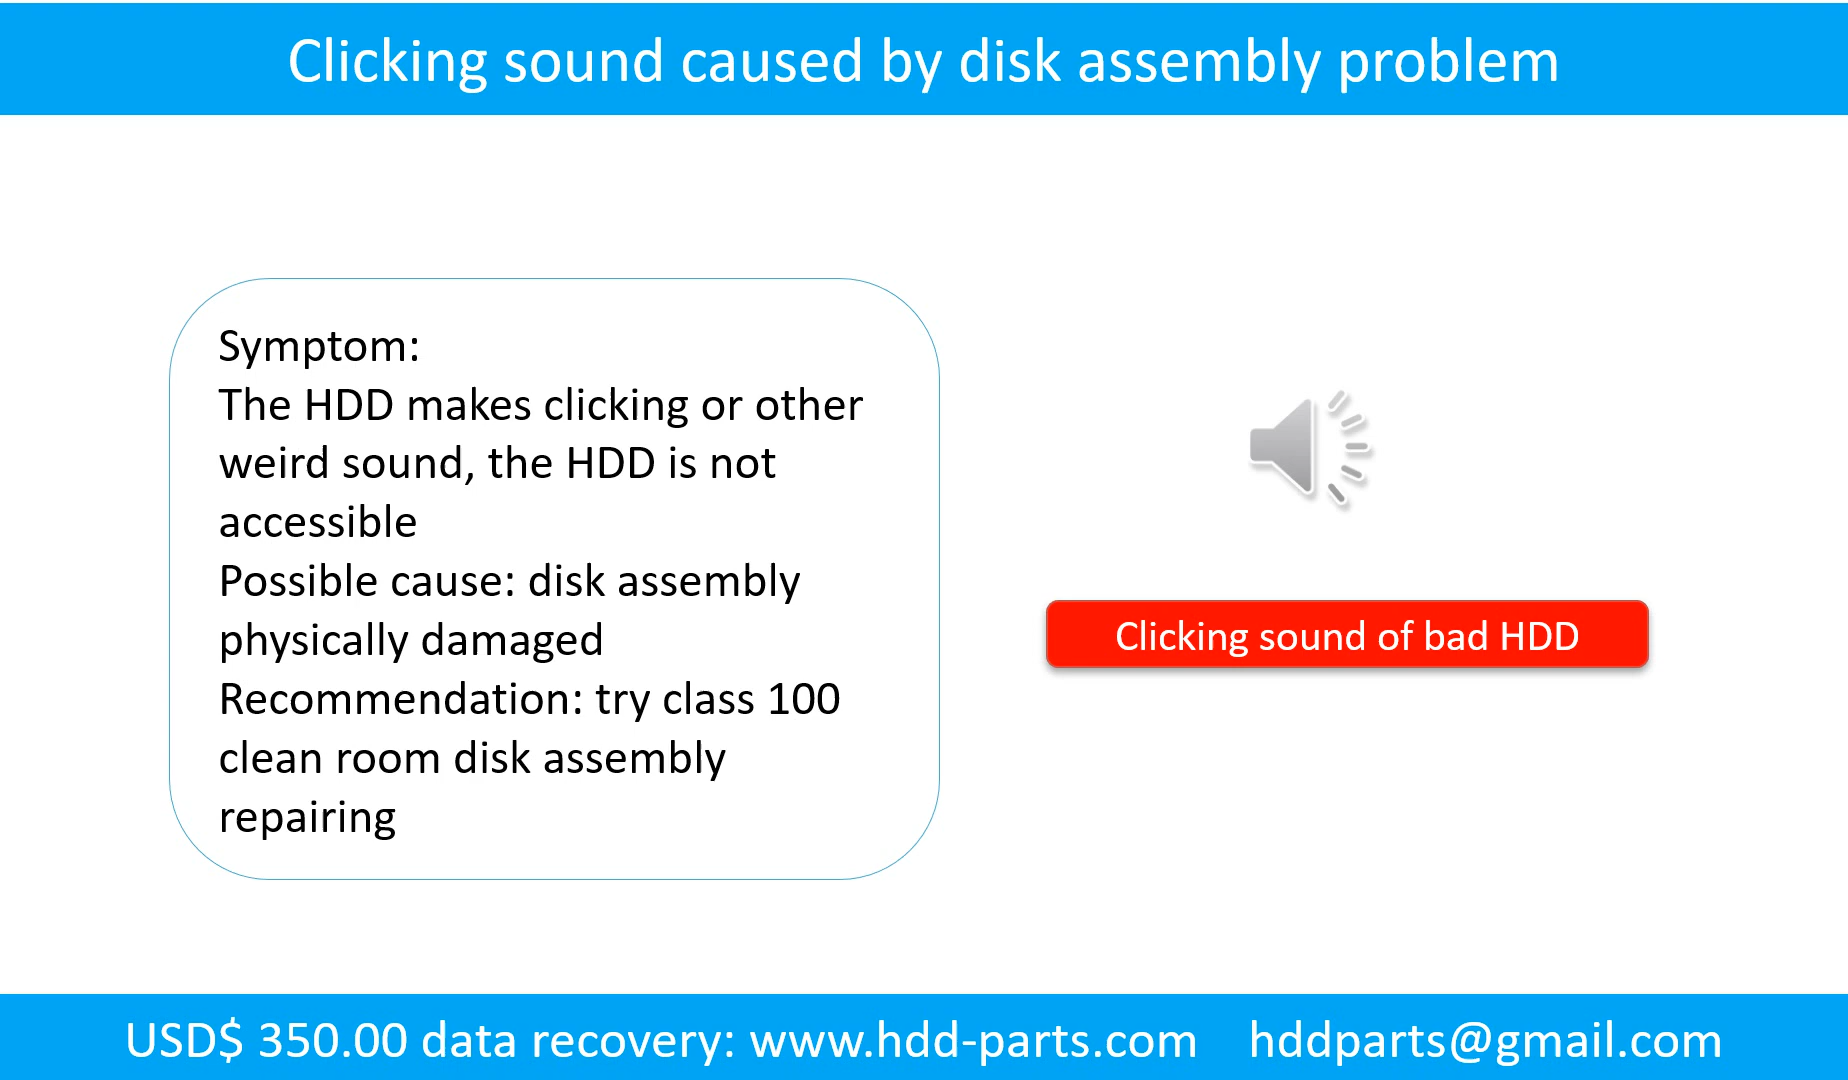 Clicking sound caused by disk assembly problem
Symptom:
The HDD makes clicking or other
weird sound, the HDD is not
accessible
Possible cause: disk assembly
physically damaged
Recommendation: try class 100
clean room disk assembly
repairing
Clicking sound of bad HDD
USD$ 350.00 data recovery: www.hdd-parts.com hddparts@gmail.com